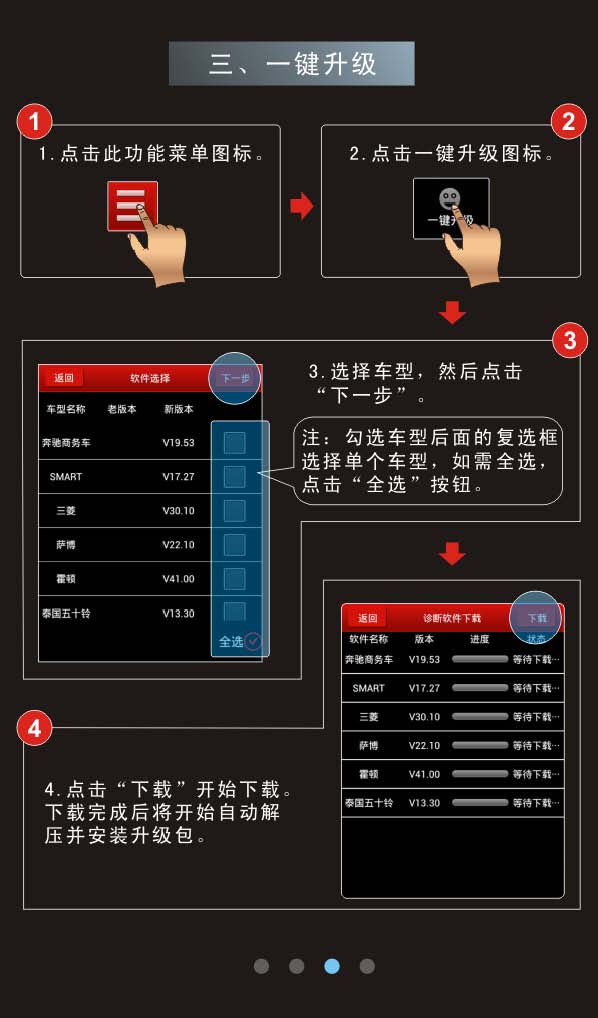 三、一键升级
1
1.点击此功能菜单图标。
2
2.点击一键升级图标。
一键升级
3
返回 软件选择 下一步
车型名称 老版本 新版本
奔驰商务车 V19.53
SMART V17.27
三菱 V30.10
萨博 V22.10
霍顿 V41.00
泰国五十铃 V13.30
全选
3.选择车型，然后点击
“下一步”。
注：勾选车型后面的复选框
选择单个车型，如需全选，
点击“全选”按钮。
4
4.点击“下载”开始下载。
下载完成后将开始自动解
压并安装升级包。
返回 诊断软件下载 下载
软件名称 版本 进度 状态
奔驰商务车 V19.53 等待下载…
SMART V17.27 等待下载…
三菱 V30.10 等待下载…
萨博 V22.10 等待下载…
霍顿 V41.00 等待下载…
泰国五十铃 V13.30 等待下载…